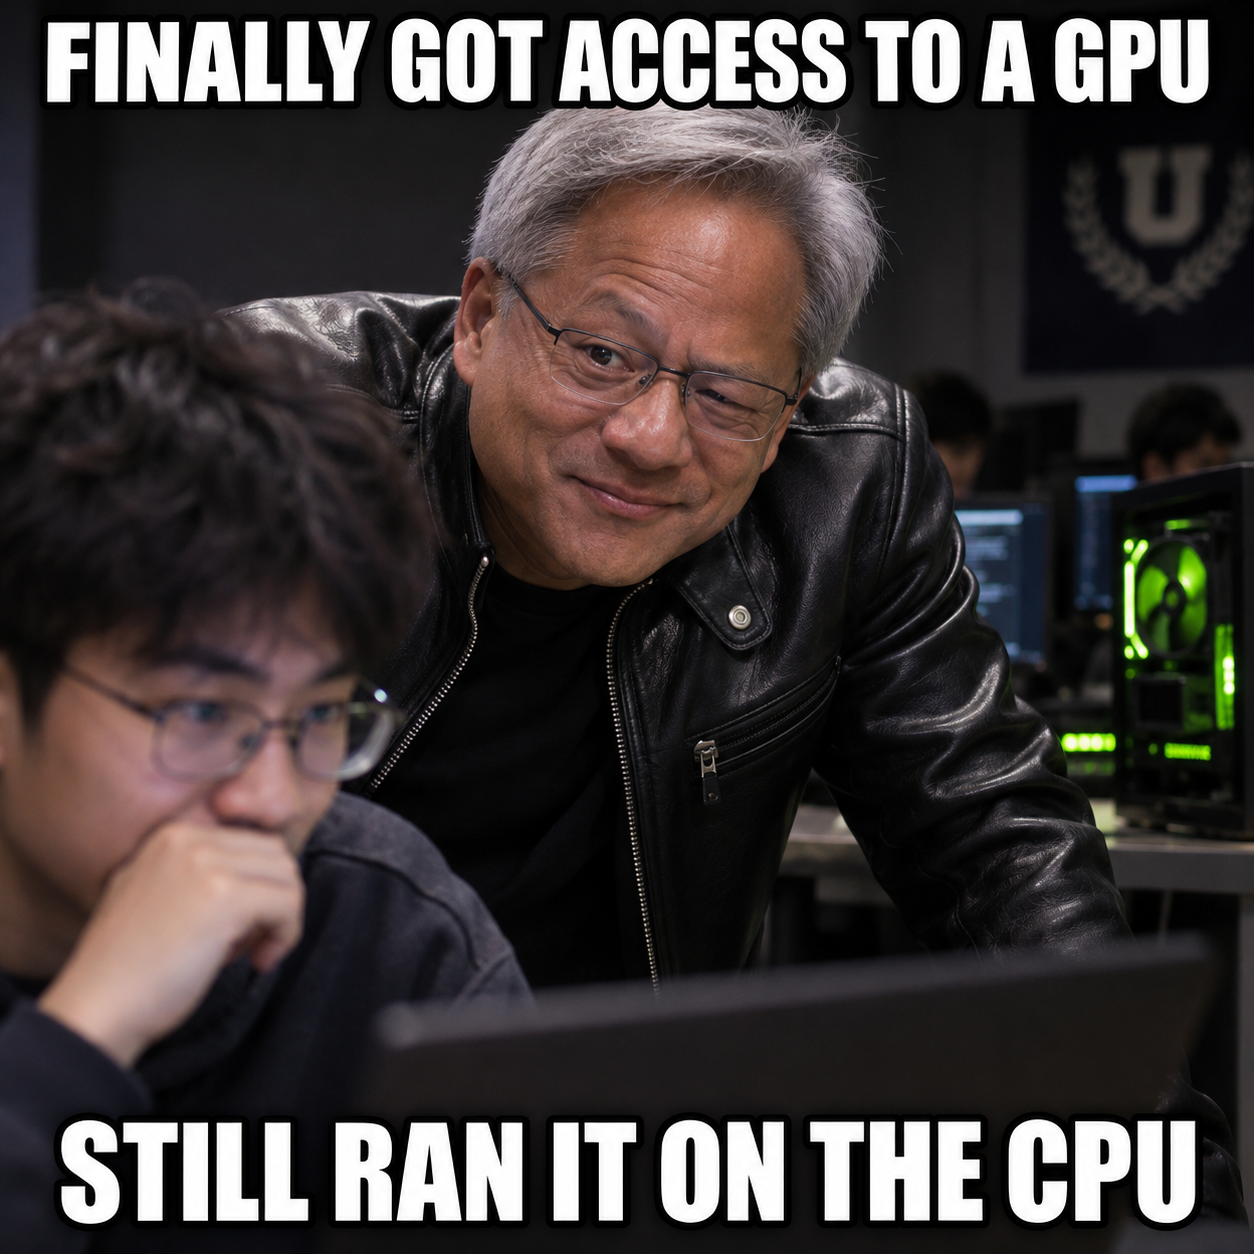 FINALLY GOT ACCESS TO A GPU
U
STILL RAN IT ON THE CPU